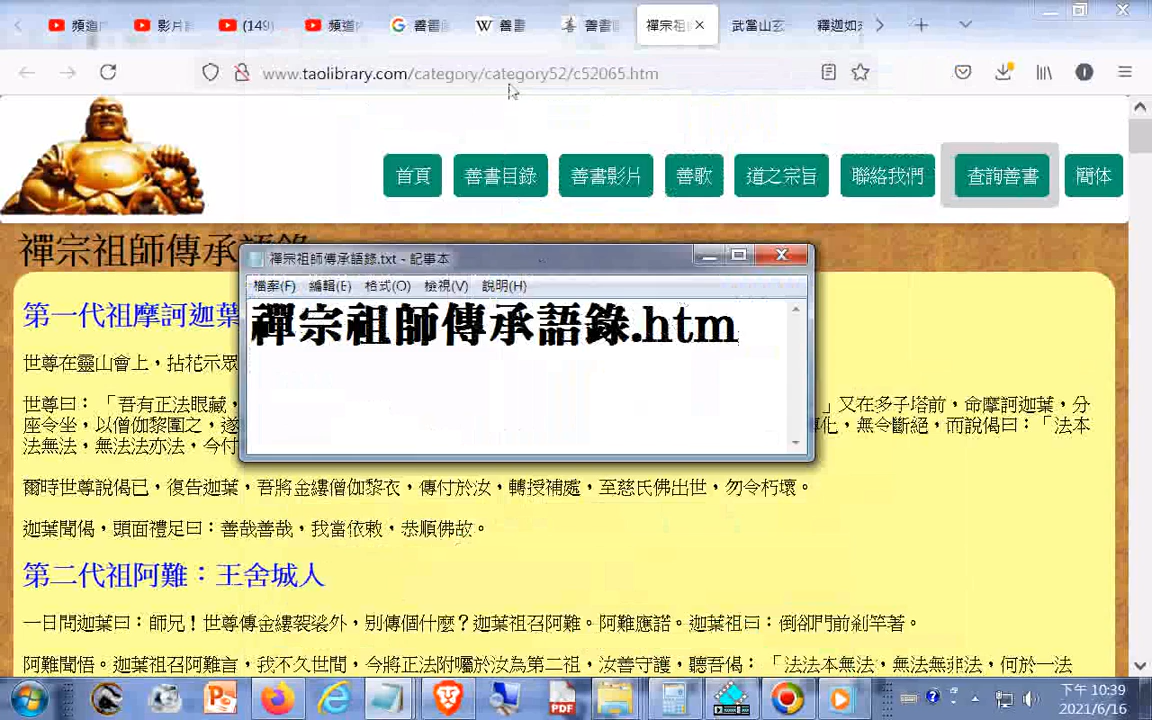 頻道
影片
(149)
頻道
善書
善書
善書
禪宗祖
武當山玄
釋迦如
www.taolibrary.com/category/category52/c52065.htm
首頁
善書目錄
善書影片
善歌
道之宗旨
聯絡我們
查詢善書
簡体
禪宗祖師傳承語錄
禪宗祖師傳承語錄.txt - 記事本
檔案(F) 編輯(E) 格式(O) 檢視(V) 說明(H)
禪宗祖師傳承語錄.htm
第一代祖摩訶迦葉
世尊在靈山會上，拈花示眾
世尊曰：「吾有正法眼藏，
」又在多子塔前，命摩訶迦葉，分
座令坐，以僧伽黎圍之，遂
化，無令斷絕，而說偈曰：「法本
法無法，無法法亦法，今付
爾時世尊說偈已，復告迦葉，吾將金縷僧伽黎衣，傳付於汝，轉授補處，至慈氏佛出世，勿令朽壞。
迦葉聞偈，頭面禮足曰：善哉善哉，我當依敕，恭順佛故。
第二代祖阿難：王舍城人
一日問迦葉曰：師兄！世尊傳金縷袈裟外，別傳個什麼？迦葉祖召阿難。阿難應諾。迦葉祖曰：倒卻門前剎竿著。
阿難聞悟。迦葉祖召阿難言，我不久世間，今將正法附囑於汝為第二祖，汝善守護，聽吾偈：「法法本無法，無法無非法，何於一法
下午 10:39
2021/6/16